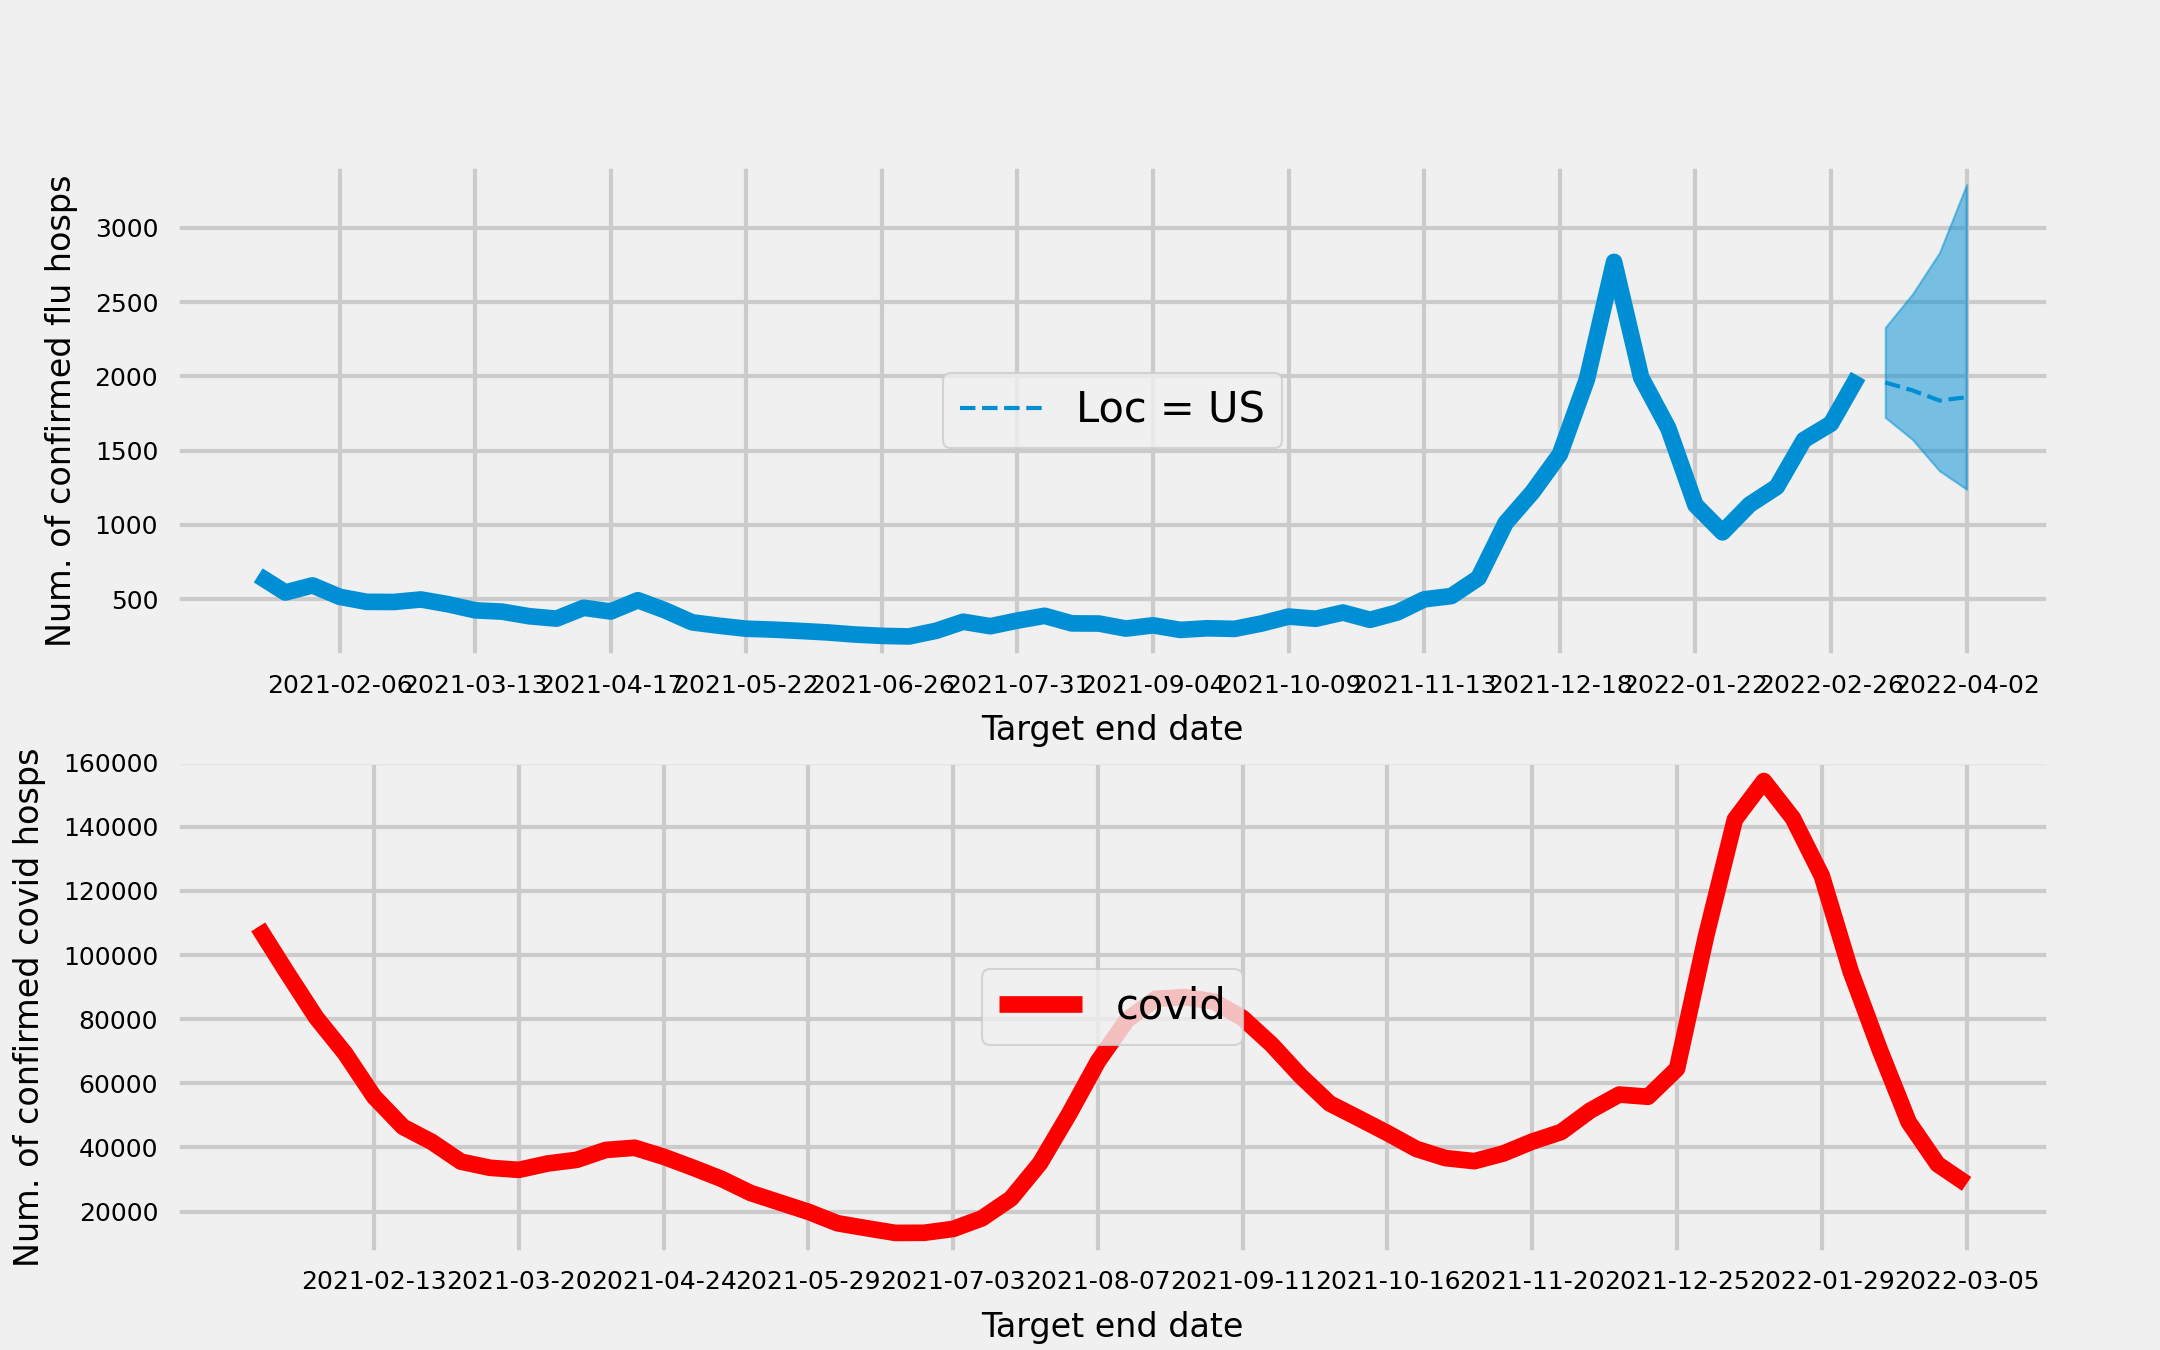 Num. of confirmed flu hosps
3000
2500
2000
1500
1000
500
Loc = US
2021-02-06 2021-03-13 2021-04-17 2021-05-22 2021-06-26 2021-07-31 2021-09-04 2021-10-09 2021-11-13 2021-12-18 2022-01-22 2022-02-26 2022-04-02
Target end date
Num. of confirmed covid hosps
160000
140000
120000
100000
80000
60000
40000
20000
covid
2021-02-13 2021-03-20 2021-04-24 2021-05-29 2021-07-03 2021-08-07 2021-09-11 2021-10-16 2021-11-20 2021-12-25 2022-01-29 2022-03-05
Target end date